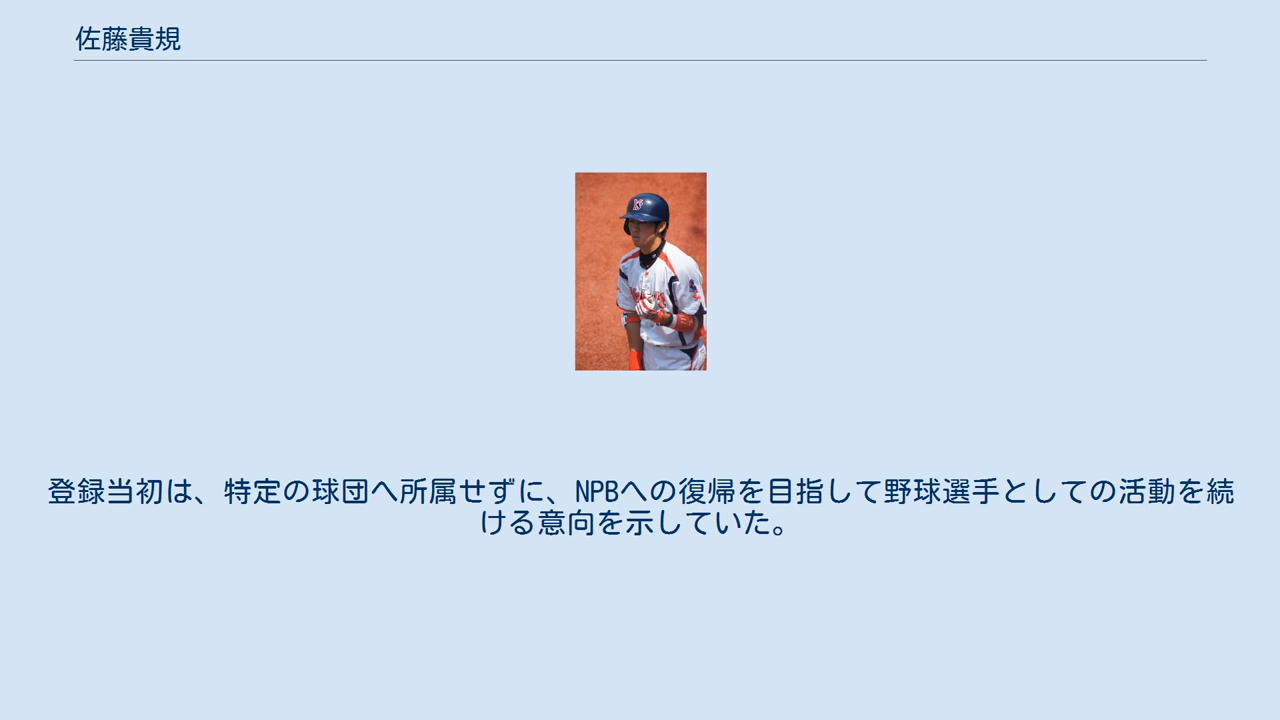 佐藤貴規
登録当初は、特定の球団へ所属せずに、NPBへの復帰を目指して野球選手としての活動を続
ける意向を示していた。